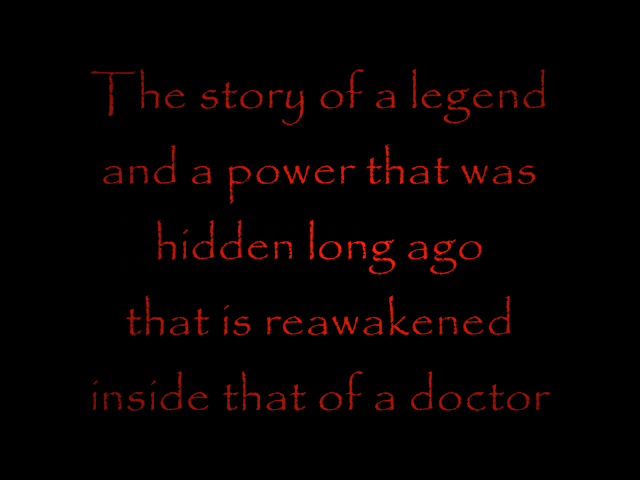 The story of a legend
and a power that was
hidden long ago
that is reawakened
inside that of a doctor